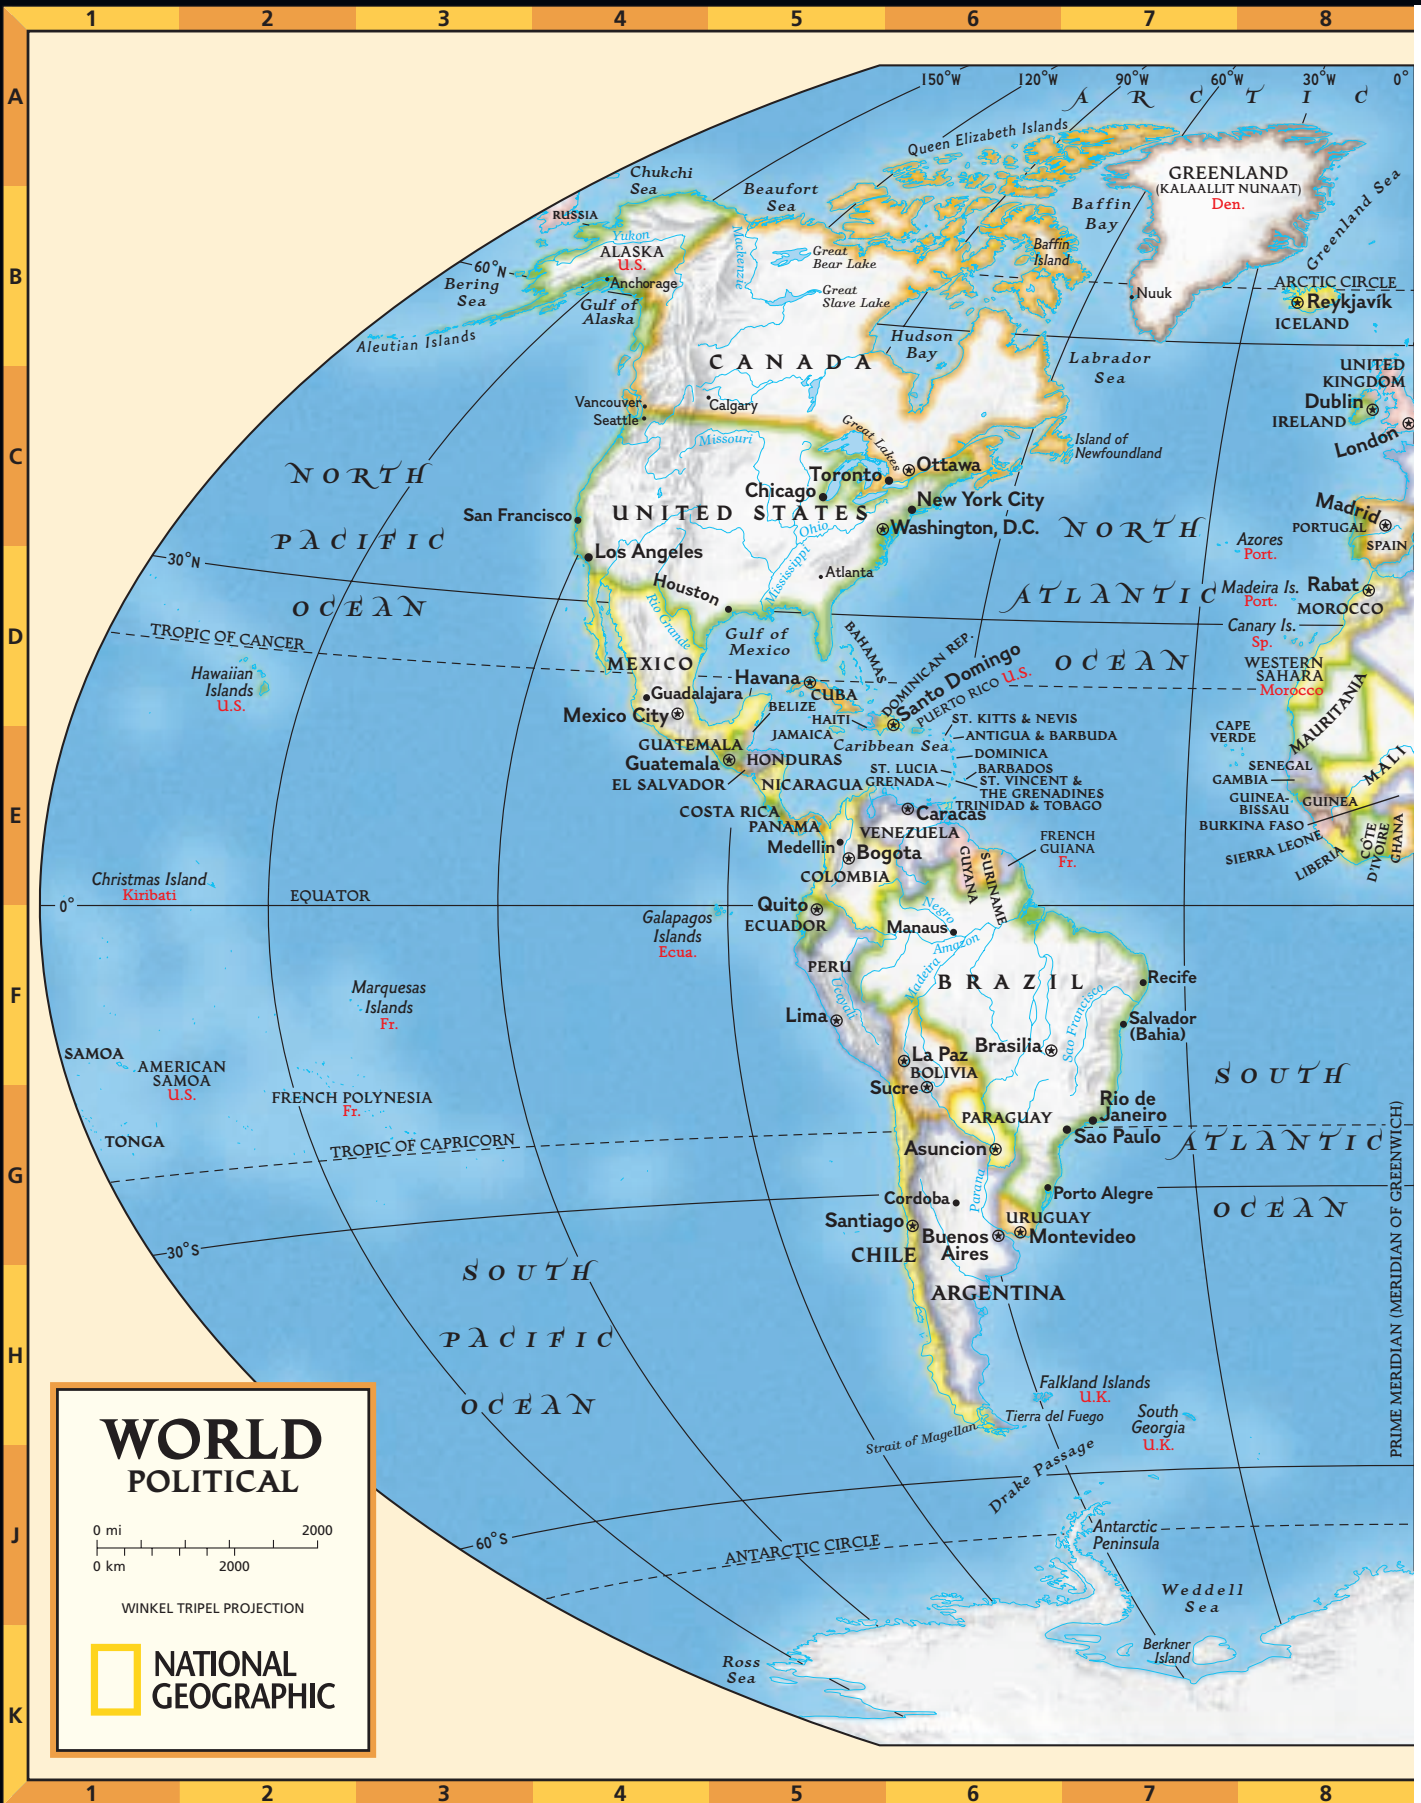 1 2 3 4 5 6 7 8
A
B
C
D
E
F
G
H
J
K
150°W 120°W 90°W 60°W 30°W 0°
ARCTIC
Queen Elizabeth Islands
Chukchi
Sea
Beaufort
Sea
GREENLAND
(KALAALLIT NUNAAT)
Den.
Baffin
Bay
Greenland Sea
RUSSIA
Yukon
ALASKA
U.S.
Anchorage
Mackenzie
Great
Bear Lake
Great
Slave Lake
Baffin
Island
60°N
Bering
Sea
Gulf of
Alaska
Aleutian Islands
Nuuk
ARCTIC CIRCLE
Reykjavík
ICELAND
Hudson
Bay
CANADA
Labrador
Sea
UNITED
KINGDOM
Dublin
IRELAND
London
Vancouver
Seattle
Calgary
Missouri
Great Lakes
Island of
Newfoundland
Ottawa
Toronto
Chicago
New York City
NORTH
PACIFIC
OCEAN
San Francisco
UNITED STATES
Ohio
Washington, D.C.
NORTH
ATLANTIC
OCEAN
Madrid
PORTUGAL
SPAIN
Azores
Port.
30°N
Los Angeles
Houston
Mississippi
Atlanta
Rio Grande
Madeira Is.
Port.
Rabat
MOROCCO
Canary Is.
Sp.
TROPIC OF CANCER
Hawaiian
Islands
U.S.
Gulf of
Mexico
BAHAMAS
MEXICO
Guadalajara
Mexico City
Havana
CUBA
DOMINICAN REP.
Santo Domingo
PUERTO RICO U.S.
WESTERN
SAHARA
Morocco
MAURITANIA
BELIZE
HAITI
JAMAICA
Caribbean Sea
ST. KITTS & NEVIS
ANTIGUA & BARBUDA
DOMINICA
ST. LUCIA
BARBADOS
GRENADA
ST. VINCENT &
THE GRENADINES
TRINIDAD & TOBAGO
GUATEMALA
Guatemala
HONDURAS
EL SALVADOR
NICARAGUA
COSTA RICA
PANAMA
CAPE
VERDE
SENEGAL
GAMBIA
MALI
GUINEA-
BISSAU
GUINEA
BURKINA FASO
SIERRA LEONE
LIBERIA
CÔTE
D'IVOIRE
GHANA
Caracas
VENEZUELA
Medellin
Bogota
COLOMBIA
GUYANA
SURINAME
FRENCH
GUIANA
Fr.
Christmas Island
Kiribati
0°
EQUATOR
Galapagos
Islands
Ecua.
Quito
ECUADOR
Negro
Manaus
Amazon
Madeira
BRAZIL
PERU
Ucayali
Lima
Recife
Sao Francisco
Salvador
(Bahia)
Marquesas
Islands
Fr.
SAMOA
AMERICAN
SAMOA
U.S.
FRENCH POLYNESIA
Fr.
TONGA
TROPIC OF CAPRICORN
La Paz
BOLIVIA
Sucre
Brasilia
PARAGUAY
Asuncion
Rio de
Janeiro
Sao Paulo
SOUTH
ATLANTIC
OCEAN
PRIME MERIDIAN (MERIDIAN OF GREENWICH)
Parana
Cordoba
Porto Alegre
URUGUAY
Santiago
CHILE
Buenos
Aires
Montevideo
ARGENTINA
30°S
SOUTH
PACIFIC
OCEAN
Falkland Islands
U.K.
Tierra del Fuego
Strait of Magellan
South
Georgia
U.K.
Drake Passage
60°S
ANTARCTIC CIRCLE
Antarctic
Peninsula
Weddell
Sea
Berkner
Island
Ross
Sea
WORLD
POLITICAL
0 mi 2000
0 km 2000
WINKEL TRIPEL PROJECTION
NATIONAL
GEOGRAPHIC
1 2 3 4 5 6 7 8